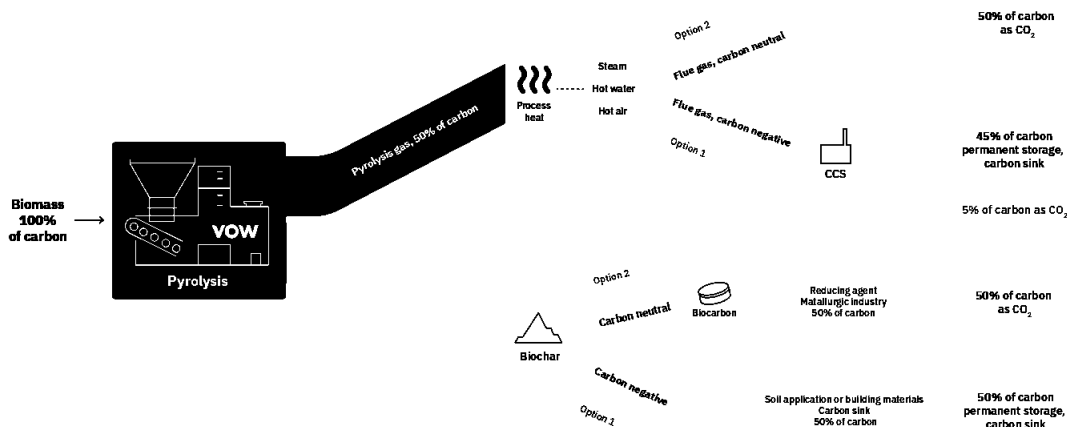 Biomass
100%
of carbon
VOW
Pyrolysis
Pyrolysis gas, 50% of carbon
Process
heat
Steam
Hot water
Hot air
Option 2
Flue gas, carbon neutral
Flue gas, carbon negative
Option 1
CCS
50% of carbon
as CO₂
45% of carbon
permanent storage,
carbon sink
5% of carbon as CO₂
Biochar
Option 2
Carbon neutral
Biocarbon
Reducing agent
Matallurgic industry
50% of carbon
50% of carbon
as CO₂
Carbon negative
Option 1
Soil application or building materials
Carbon sink
50% of carbon
50% of carbon
permanent storage,
carbon sink